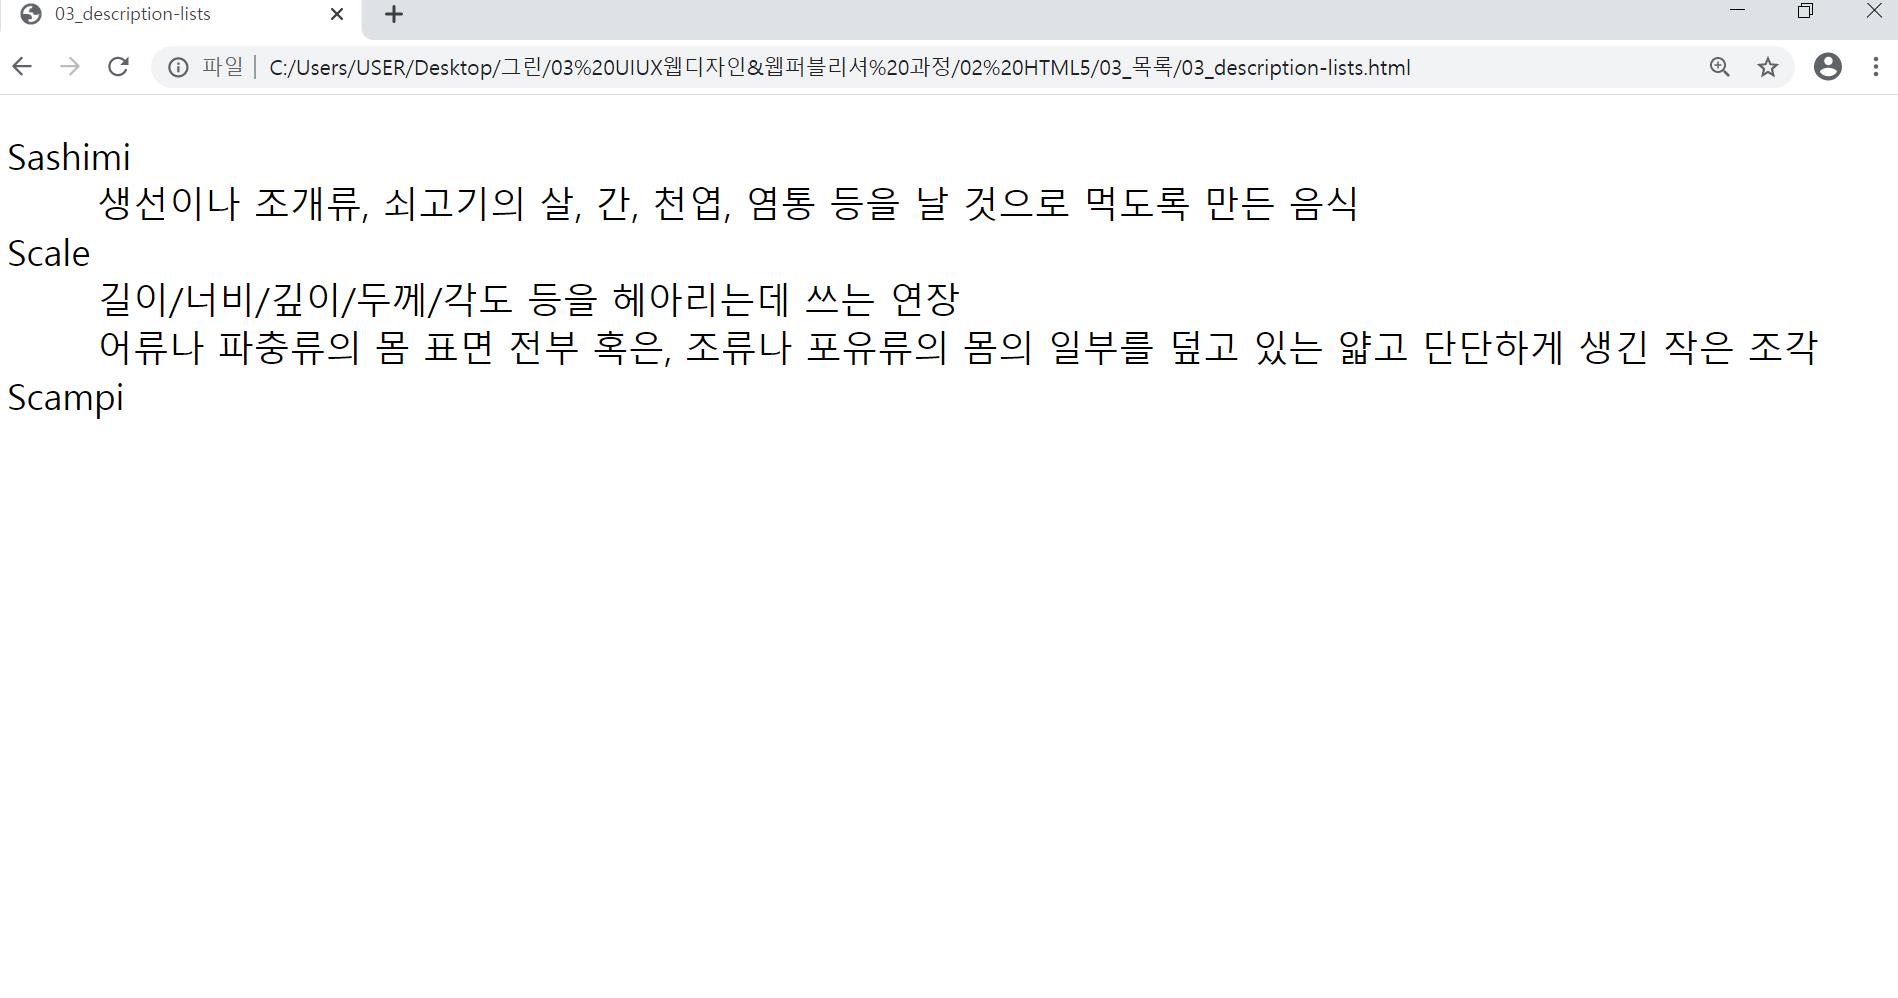 03_description-lists
파일 | C:/Users/USER/Desktop/그린/03%20UIUX웹디자인&웹퍼블리셔%20과정/02%20HTML5/03_목록/03_description-lists.html
Sashimi
생선이나 조개류, 쇠고기의 살, 간, 천엽, 염통 등을 날 것으로 먹도록 만든 음식
Scale
길이/너비/깊이/두께/각도 등을 헤아리는데 쓰는 연장
어류나 파충류의 몸 표면 전부 혹은, 조류나 포유류의 몸의 일부를 덮고 있는 얇고 단단하게 생긴 작은 조각
Scampi